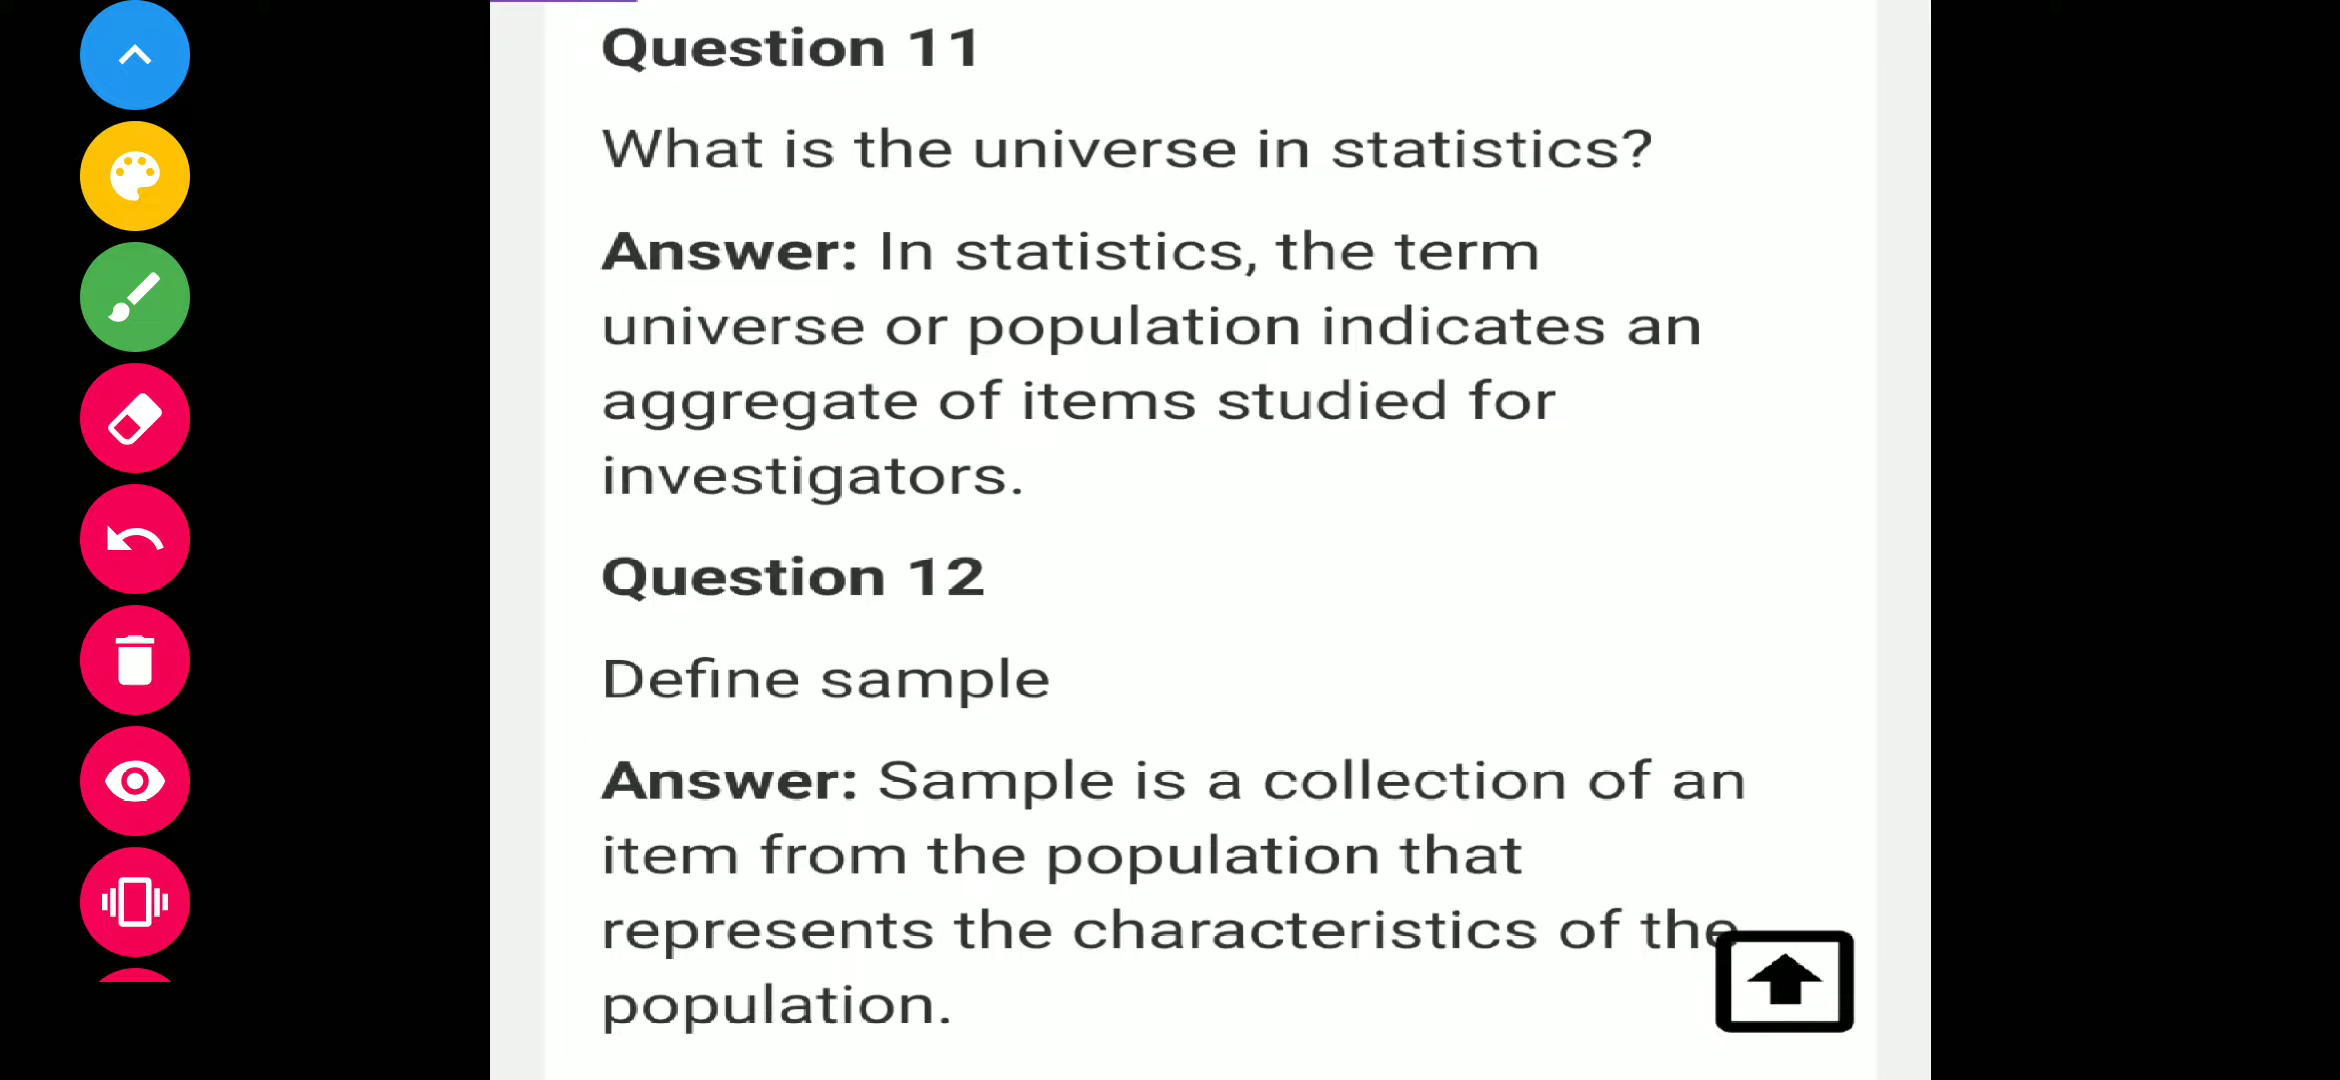 Question 11
What is the universe in statistics?
Answer: In statistics, the term
universe or population indicates an
aggregate of items studied for
investigators.
Question 12
Define sample
Answer: Sample is a collection of an
item from the population that
represents the characteristics of the
population.